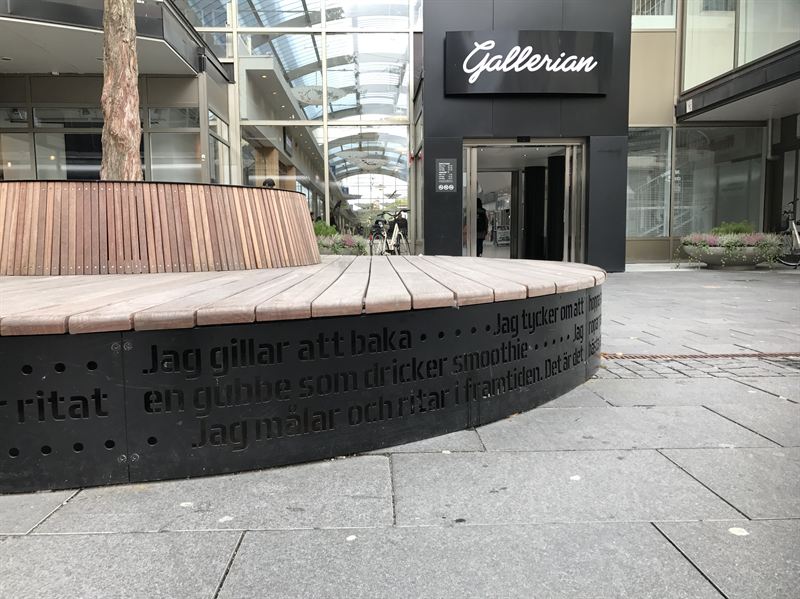 Gallerian
Jag gillar att baka ..... Jag tycker om att
en gubbe som dricker smoothie ..... Jag
r ritat
Jag målar och ritar i framtiden. Det är det